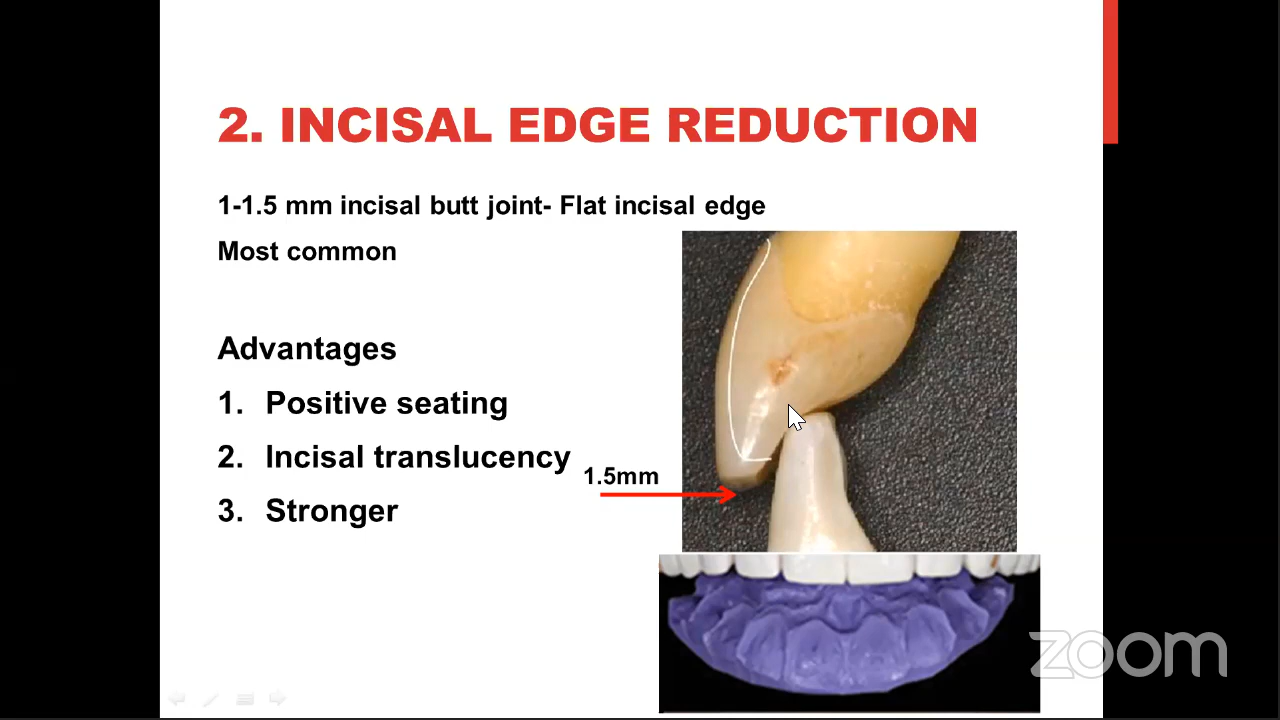 2. INCISAL EDGE REDUCTION
1-1.5 mm incisal butt joint- Flat incisal edge
Most common
Advantages
1. Positive seating
2. Incisal translucency
3. Stronger
1.5mm
zoom